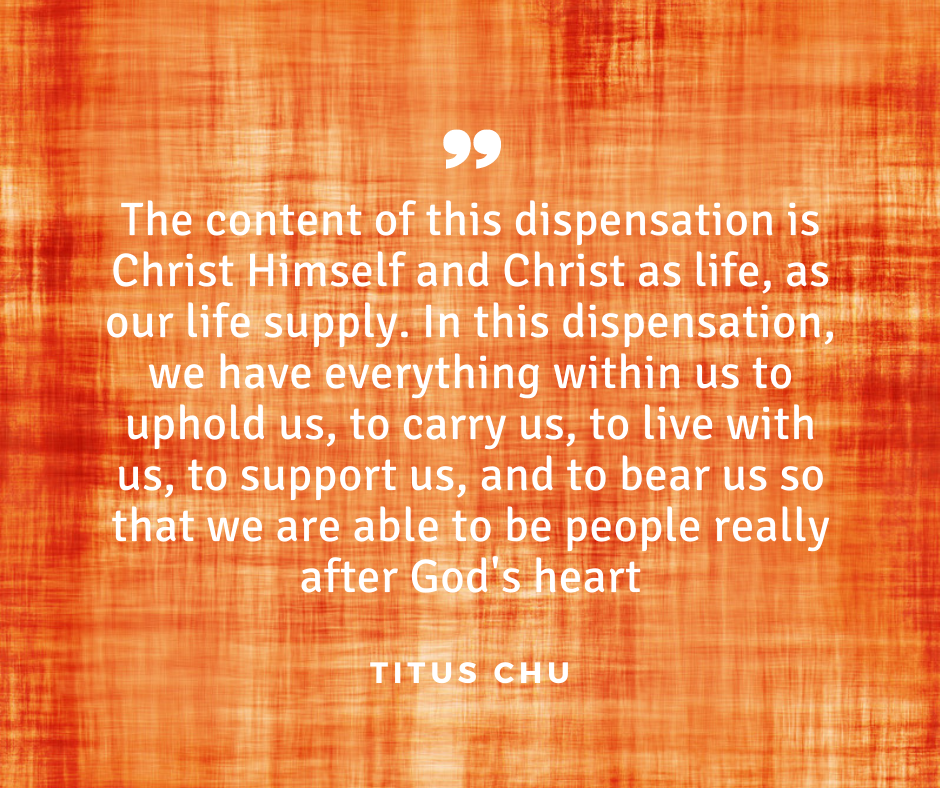 ”
The content of this dispensation is
Christ Himself and Christ as life, as
our life supply. In this dispensation,
we have everything within us to
uphold us, to carry us, to live with
us, to support us, and to bear us so
that we are able to be people really
after God's heart
TITUS CHU